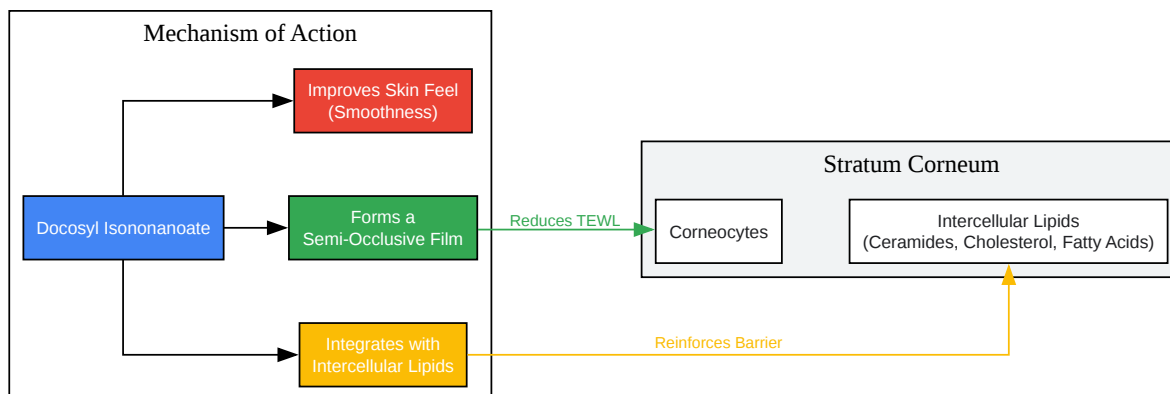 Mechanism of Action
Improves Skin Feel
(Smoothness)
Docosyl Isononanoate
Forms a
Semi-Occlusive Film
Reduces TEWL
Integrates with
Intercellular Lipids
Reinforces Barrier
Stratum Corneum
Corneocytes
Intercellular Lipids
(Ceramides, Cholesterol, Fatty Acids)